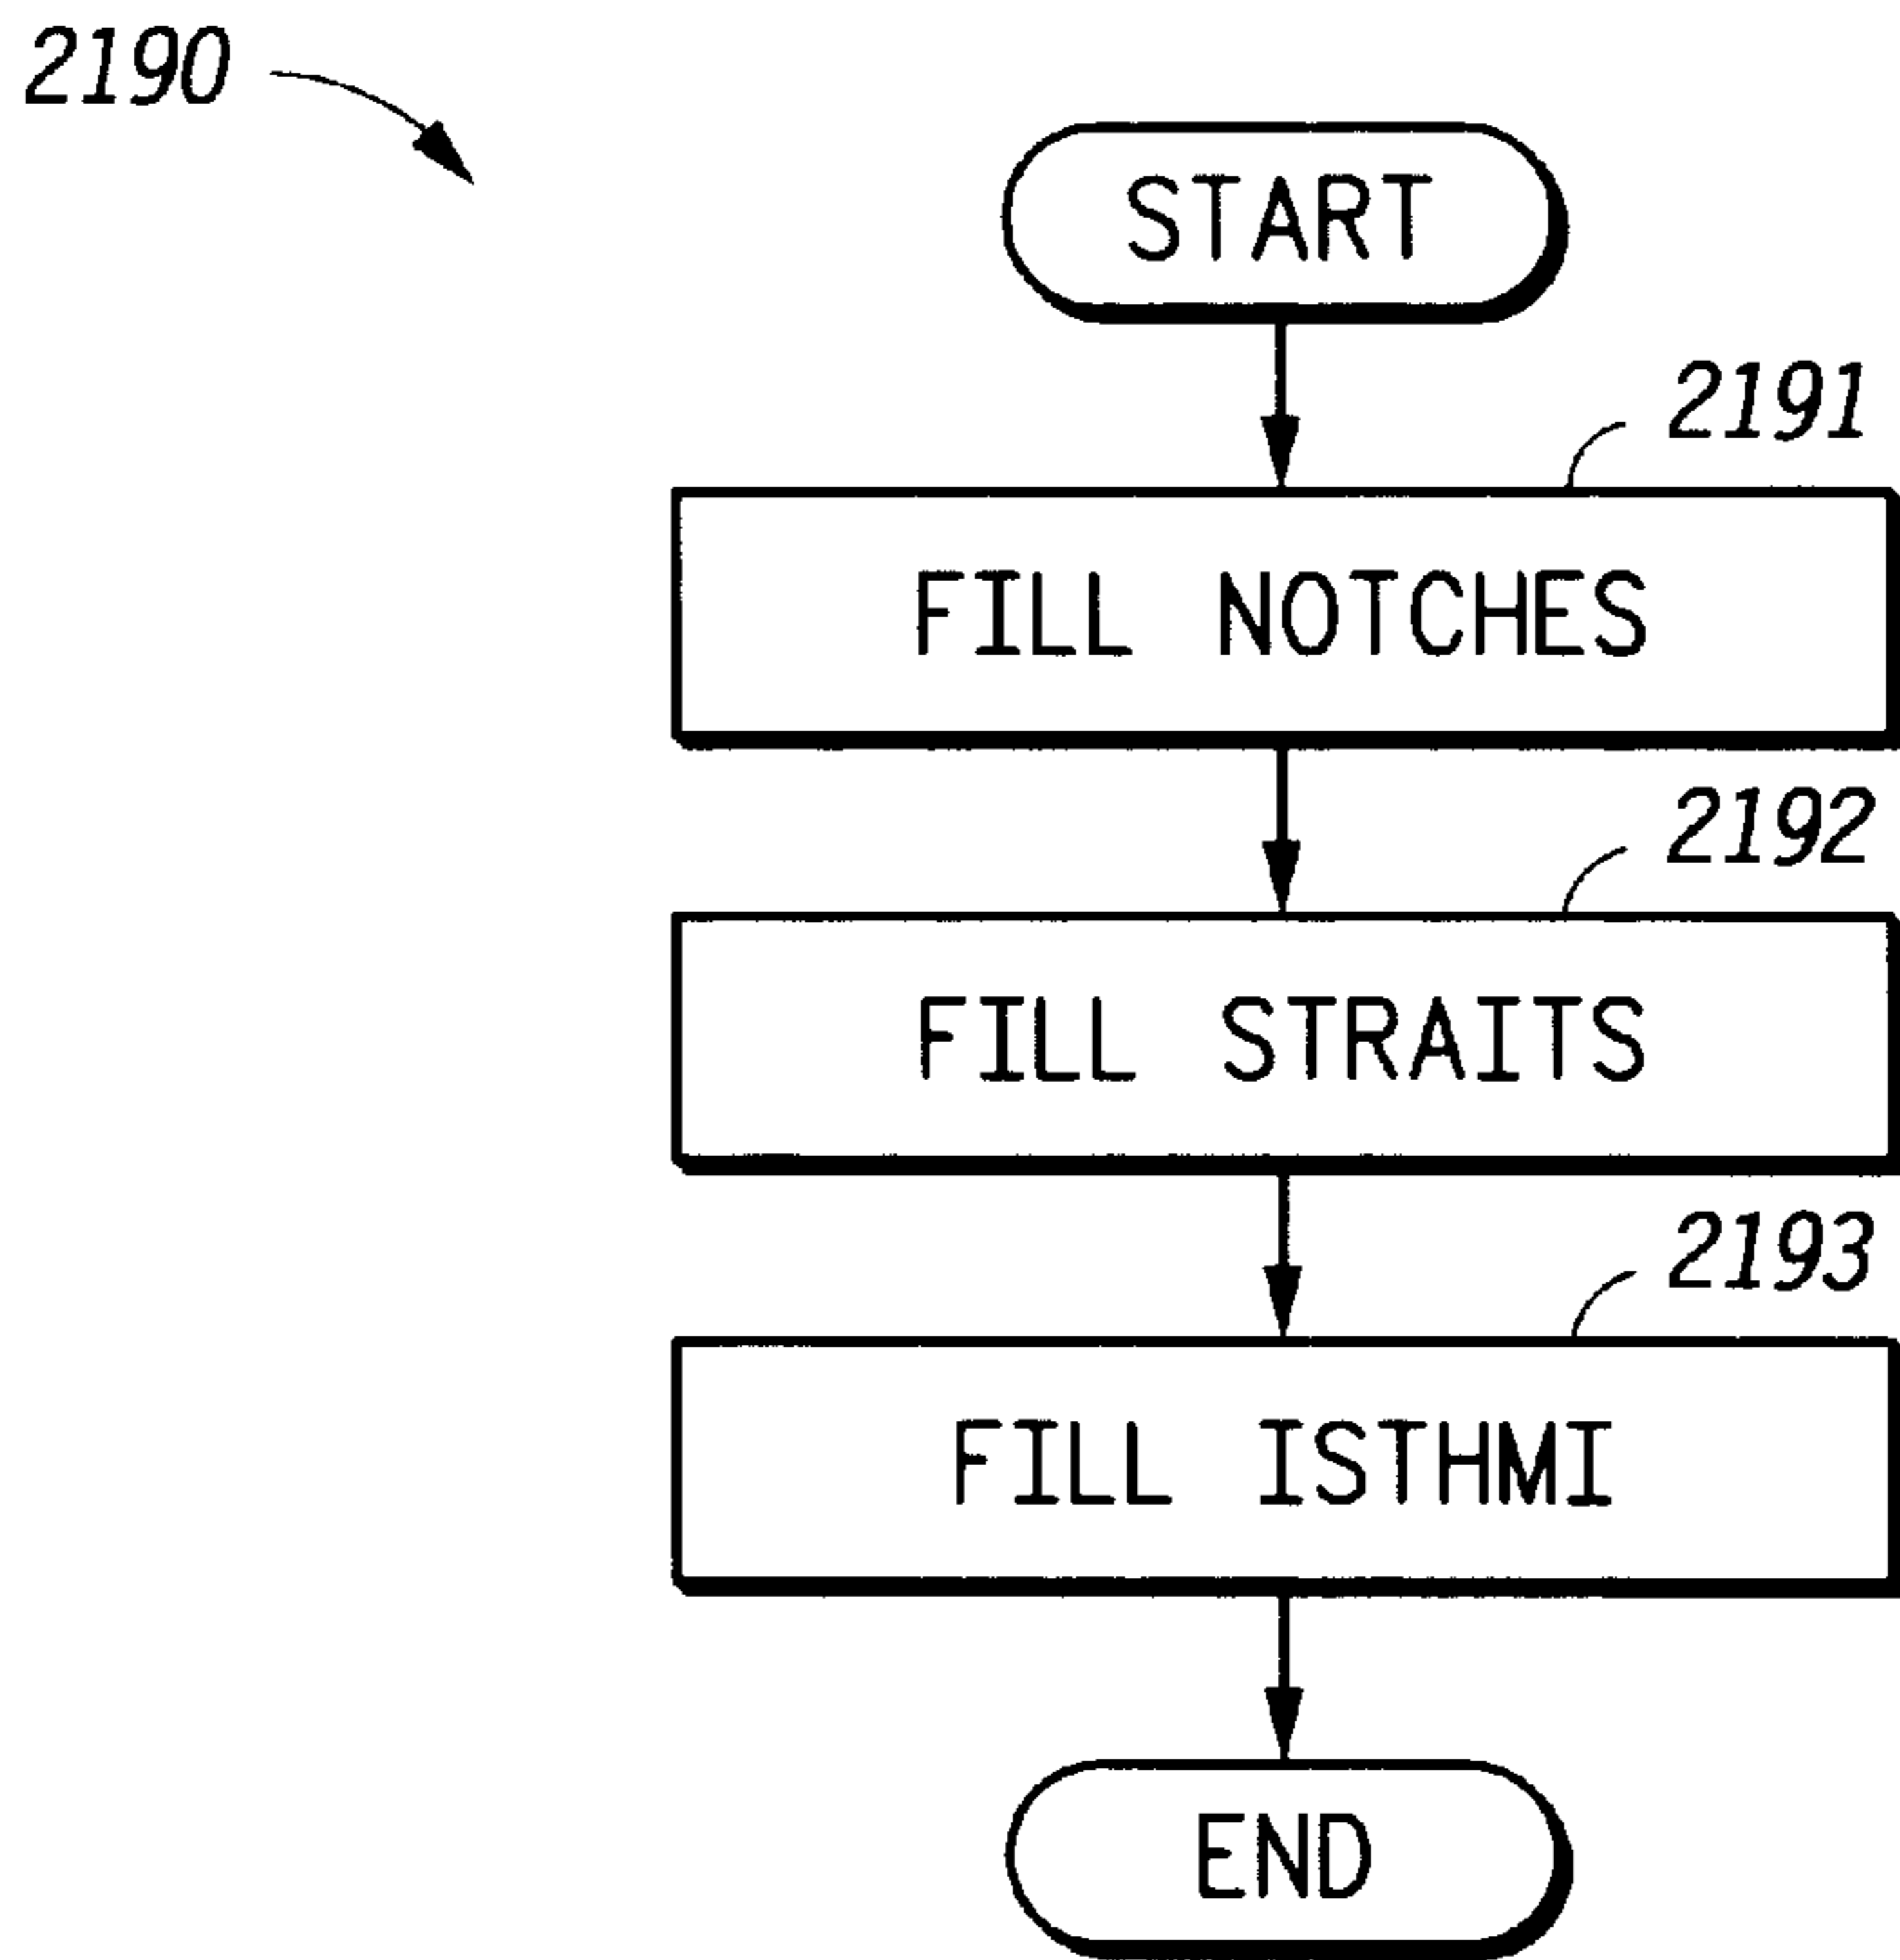 2190
START
2191
FILL NOTCHES
2192
FILL STRAITS
2193
FILL ISTHMI
END